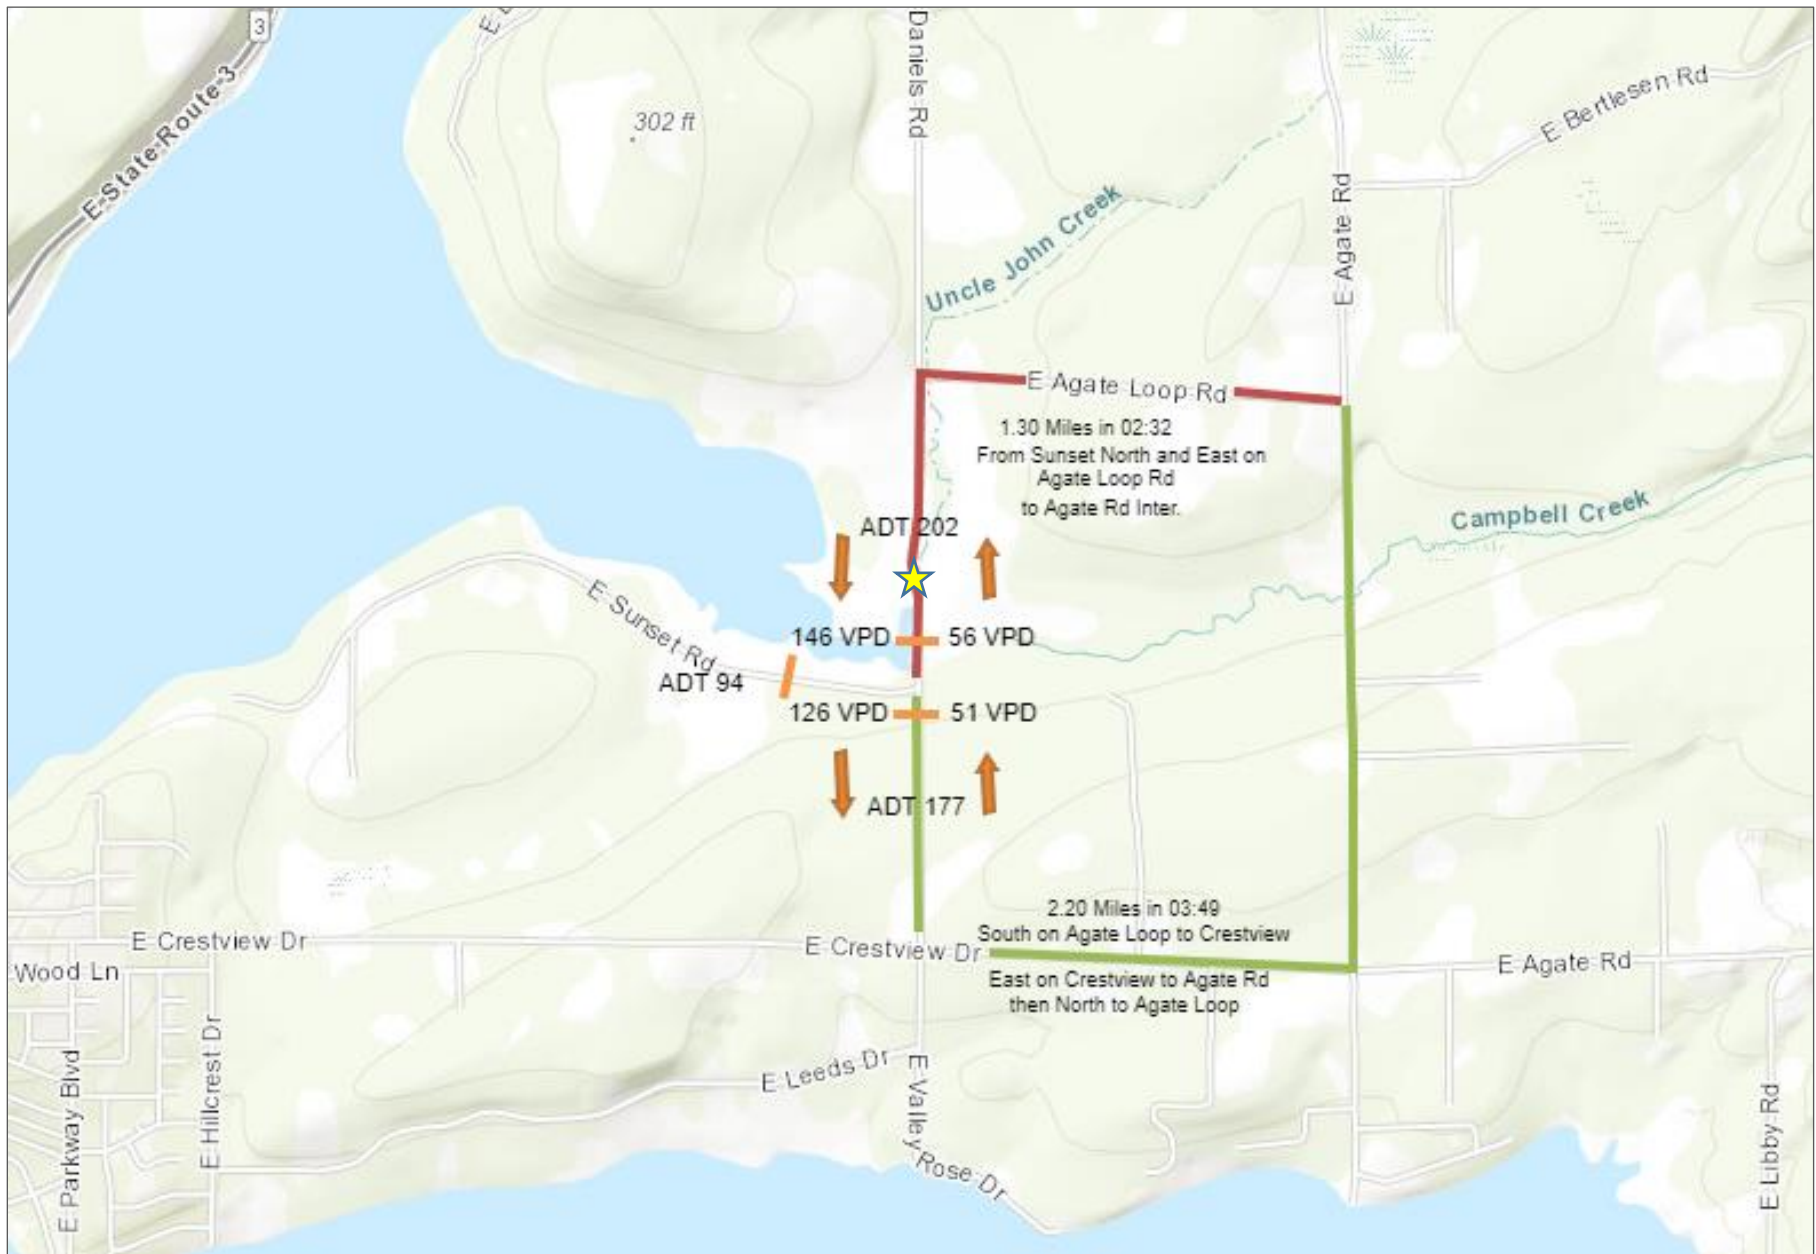 3
E L
Daniels Rd
E State Route 3
302 ft
E Bertlesen Rd
E Agate Rd
Uncle John Creek
E Agate Loop Rd
1.30 Miles in 02:32
From Sunset North and East on
Agate Loop Rd
to Agate Rd Inter.
Campbell Creek
ADT 202
E Sunset Rd
146 VPD
56 VPD
ADT 94
126 VPD
51 VPD
ADT 177
2.20 Miles in 03:49
South on Agate Loop to Crestview
E Crestview Dr
E Crestview Dr
East on Crestview to Agate Rd
then North to Agate Loop
E Agate Rd
Wood Ln
E Parkway Blvd
E Hillcrest Dr
E Leeds Dr
E Valley Rose Dr
E Libby Rd